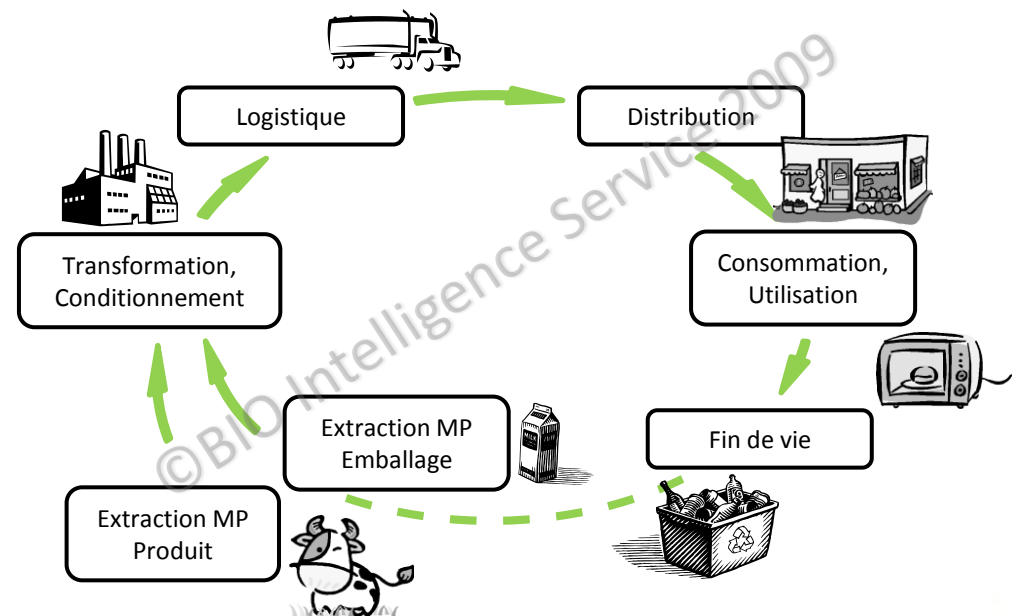 Logistique
Distribution
Transformation,
Conditionnement
Consommation,
Utilisation
Extraction MP
Emballage
Fin de vie
Extraction MP
Produit
©BIO Intelligence Service 2009